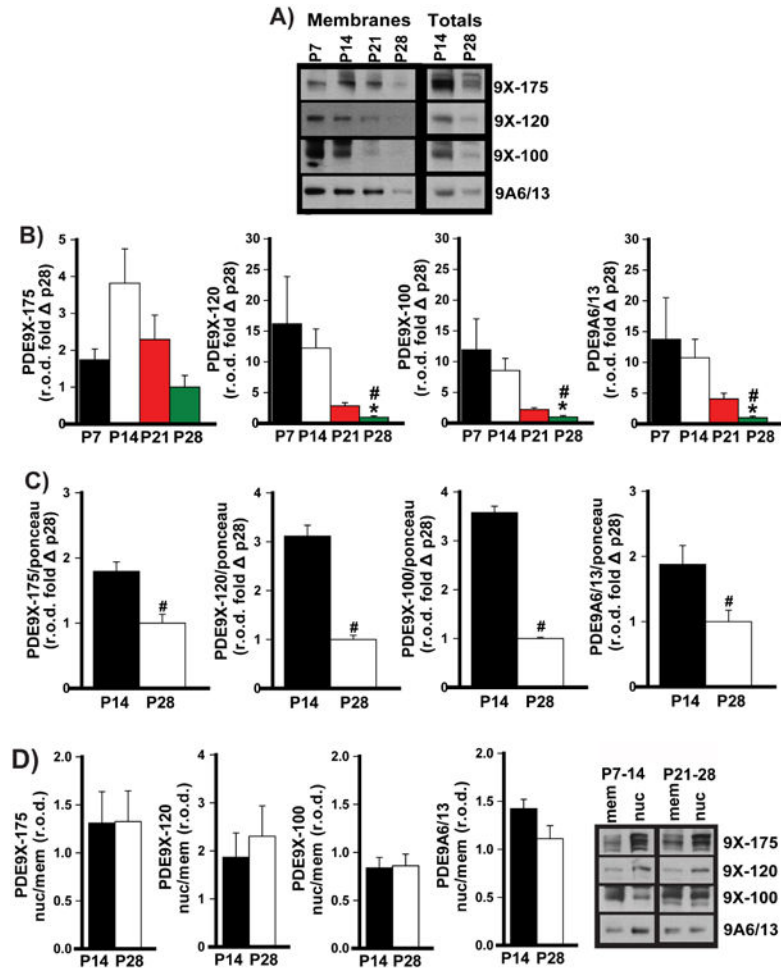 A) Membranes Totals
P7 P14 P21 P28 P14 P28
9X-175
9X-120
9X-100
9A6/13
B)
PDE9X-175
(r.o.d. fold Δ p28)
5
4
3
2
1
0
P7 P14 P21 P28
PDE9X-120
(r.o.d. fold Δ p28)
30
25
20
15
10
5
0
#
*
P7 P14 P21 P28
PDE9X-100
(r.o.d. fold Δ p28)
30
25
20
15
10
5
0
#
*
P7 P14 P21 P28
PDE9A6/13
(r.o.d. fold Δ p28)
30
25
20
15
10
5
0
#
*
P7 P14 P21 P28
C)
PDE9X-175/ponceau
(r.o.d. fold Δ p28)
3
2
1
0
#
P14 P28
PDE9X-120/ponceau
(r.o.d. fold Δ p28)
4
3
2
1
0
#
P14 P28
PDE9X-100/ponceau
(r.o.d. fold Δ p28)
4
3
2
1
0
#
P14 P28
PDE9A6/13/ponceau
(r.o.d. fold Δ p28)
3
2
1
0
#
P14 P28
D)
PDE9X-175
nuc/mem (r.o.d.)
2.0
1.5
1.0
0.5
0.0
P14 P28
PDE9X-120
nuc/mem (r.o.d.)
4
3
2
1
0
P14 P28
PDE9X-100
nuc/mem (r.o.d.)
2.0
1.5
1.0
0.5
0.0
P14 P28
PDE9A6/13
nuc/mem (r.o.d.)
2.0
1.5
1.0
0.5
0.0
P14 P28
P7-14 P21-28
mem nuc mem nuc
9X-175
9X-120
9X-100
9A6/13